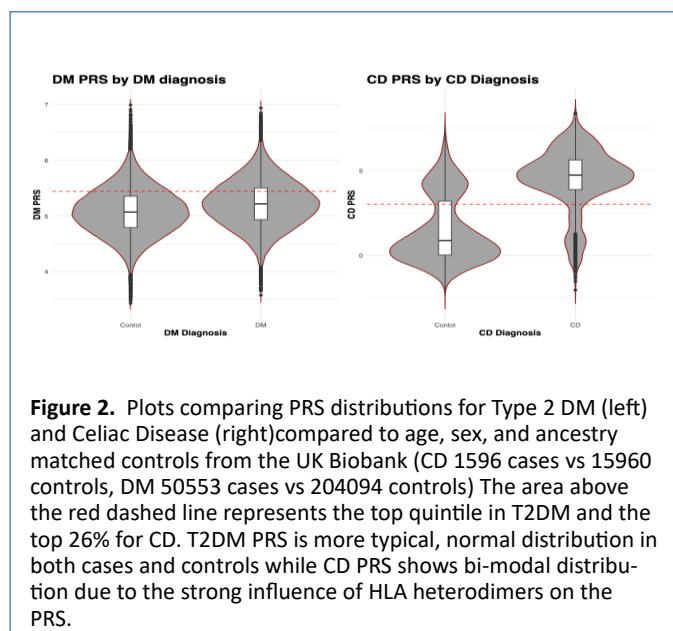 DM PRS by DM diagnosis
7
6
5
4
DM PRS
Contol
DM
DM Diagnosis
CD PRS by CD Diagnosis
5
0
CD PRS
Contol
CD
CD Diagnosis
Figure 2. Plots comparing PRS distributions for Type 2 DM (left)
and Celiac Disease (right)compared to age, sex, and ancestry
matched controls from the UK Biobank (CD 1596 cases vs 15960
controls, DM 50553 cases vs 204094 controls) The area above
the red dashed line represents the top quintile in T2DM and the
top 26% for CD. T2DM PRS is more typical, normal distribution in
both cases and controls while CD PRS shows bi-modal distribu-
tion due to the strong influence of HLA heterodimers on the
PRS.